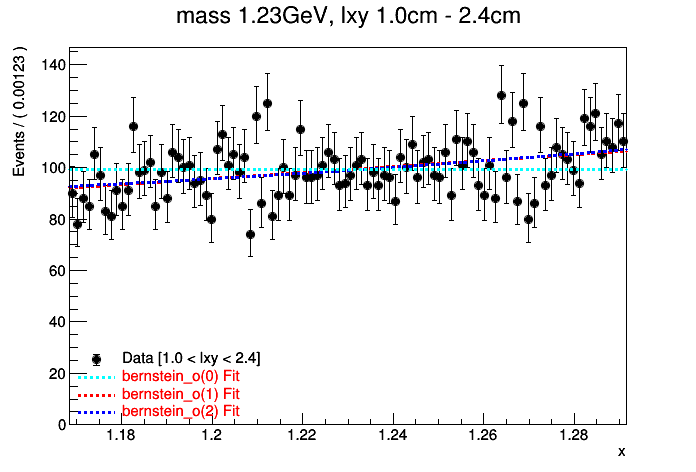 mass 1.23GeV, lxy 1.0cm - 2.4cm
Events / ( 0.00123 )
140
120
100
80
60
40
20
0
Data [1.0 < lxy < 2.4]
bernstein_o(0) Fit
bernstein_o(1) Fit
bernstein_o(2) Fit
1.18 1.2 1.22 1.24 1.26 1.28
x